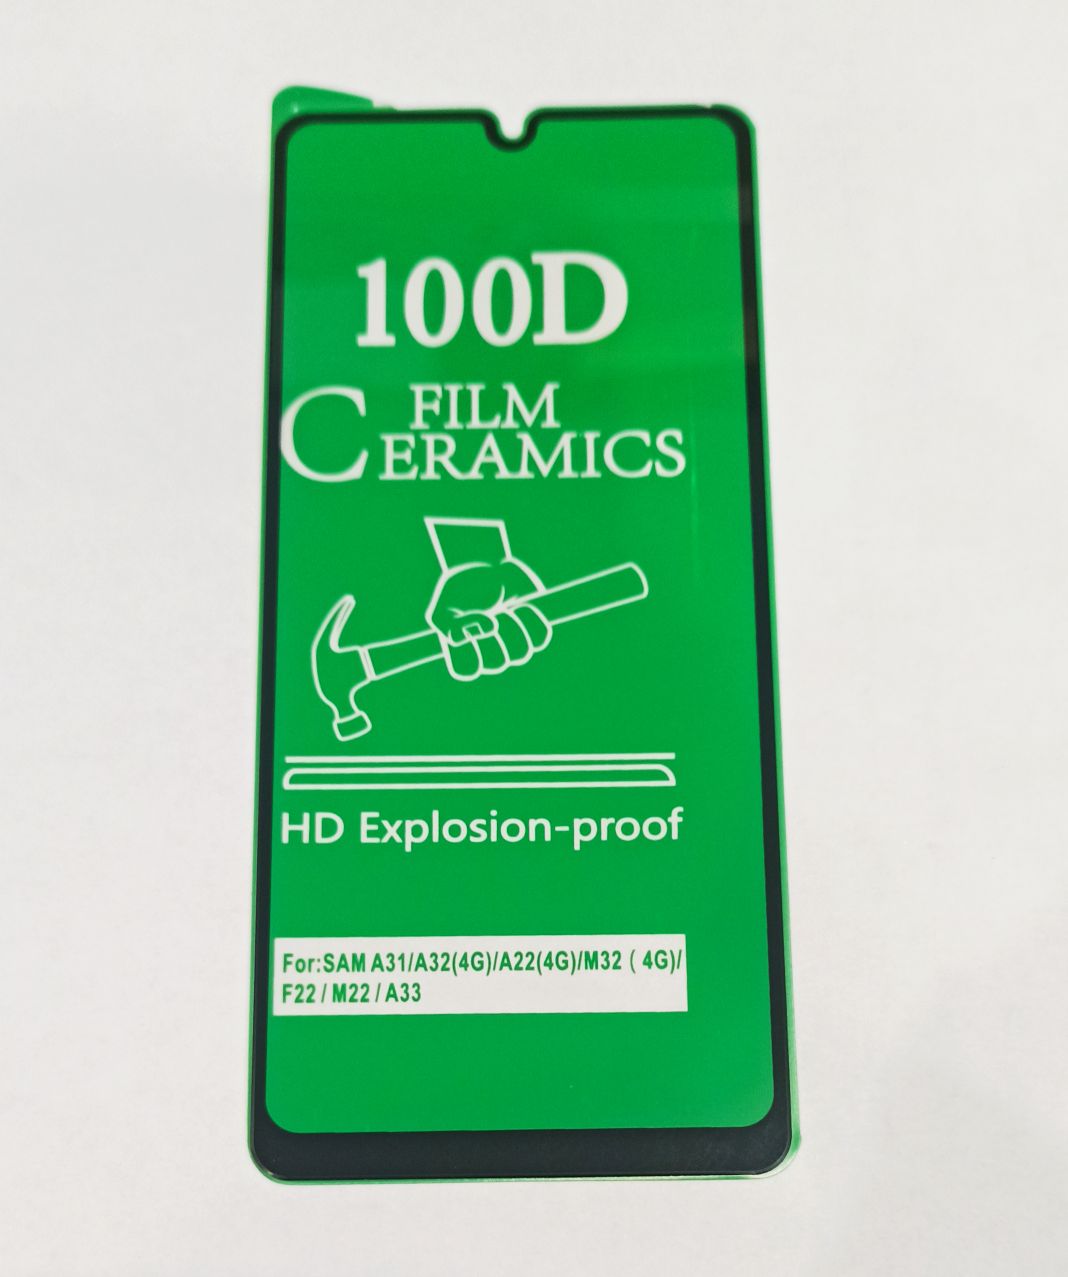 100D
FILM
CERAMICS
HD Explosion-proof
For:SAM A31/A32(4G)/A22(4G)/M32 ( 4G)/
F22 / M22 / A33